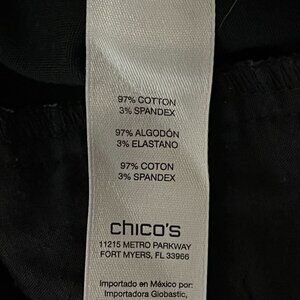 97% COTTON
3% SPANDEX
97% ALGODÓN
3% ELASTANO
97% COTON
3% SPANDEX
chico's
11215 METRO PARKWAY
FORT MYERS, FL 33966
Importado en México por:
Importadora Globastic,